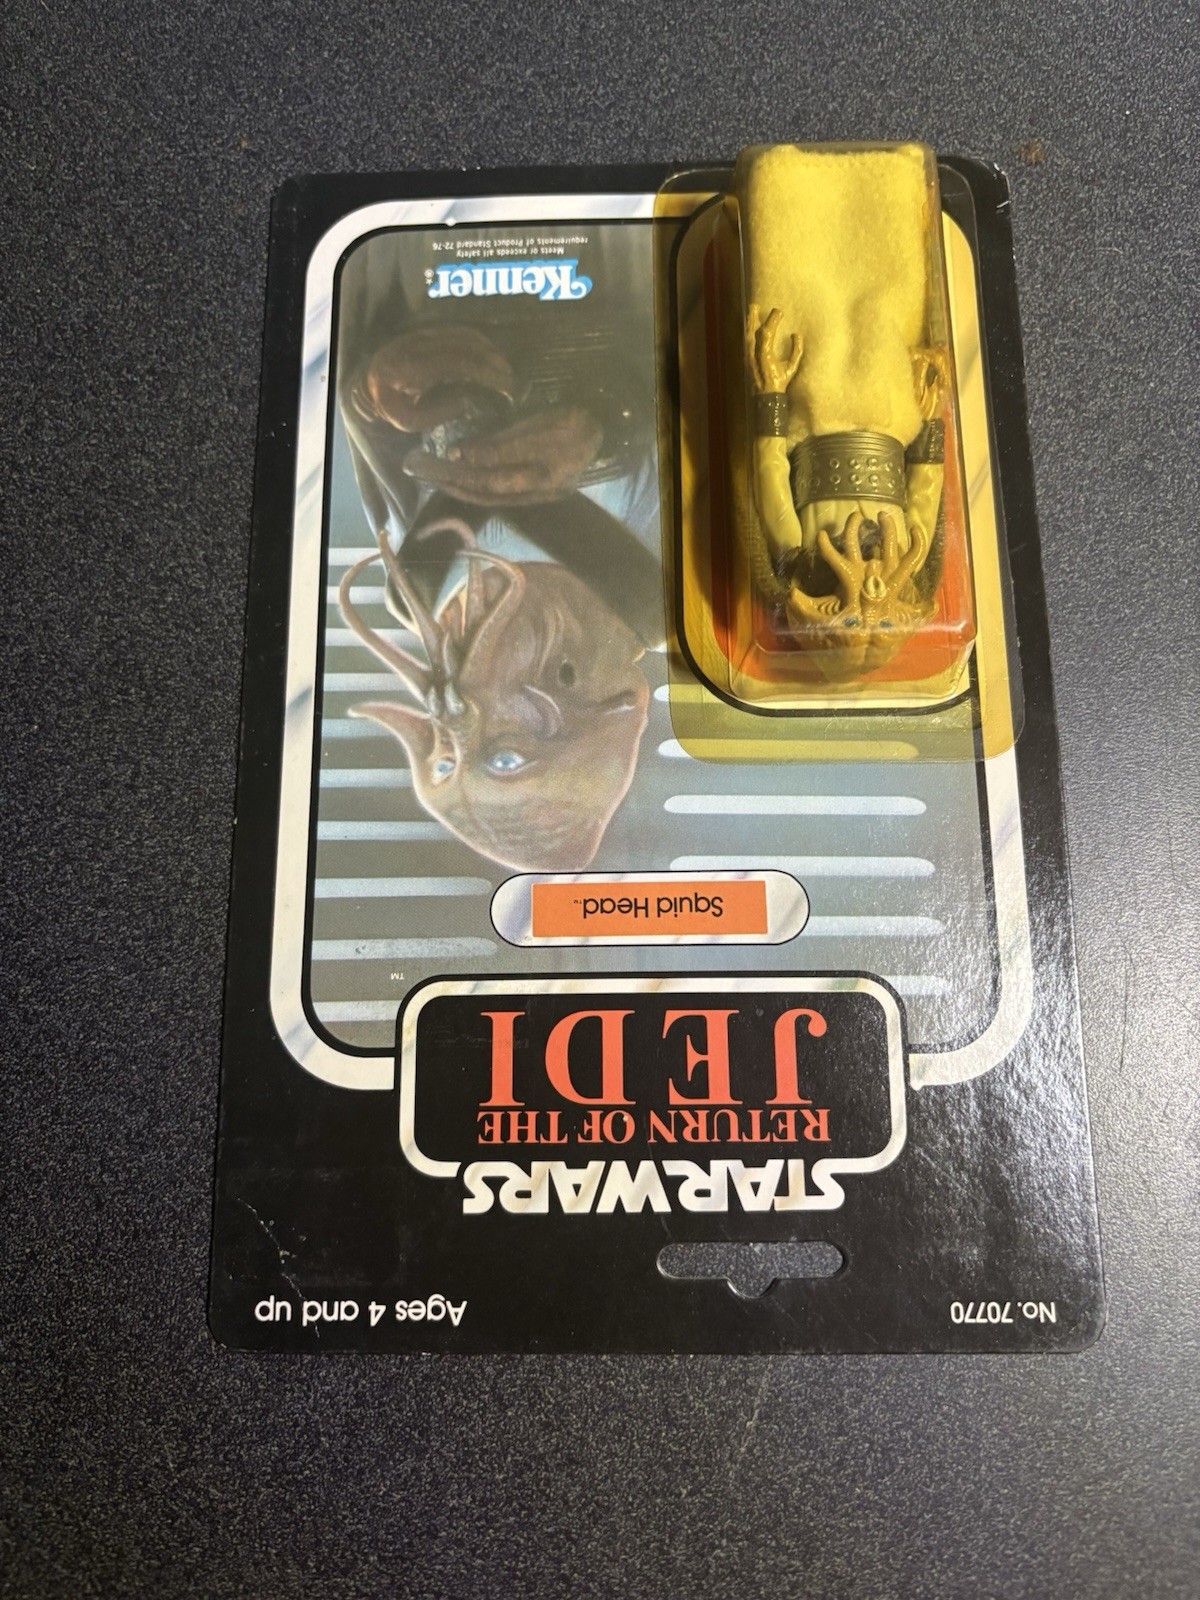 No. 70770
Ages 4 and up
STAR WARS
RETURN OF THE
JEDI
TM
Squid Head™
Kenner®
Meets or exceeds all safety
requirements of Product Standard 72-76